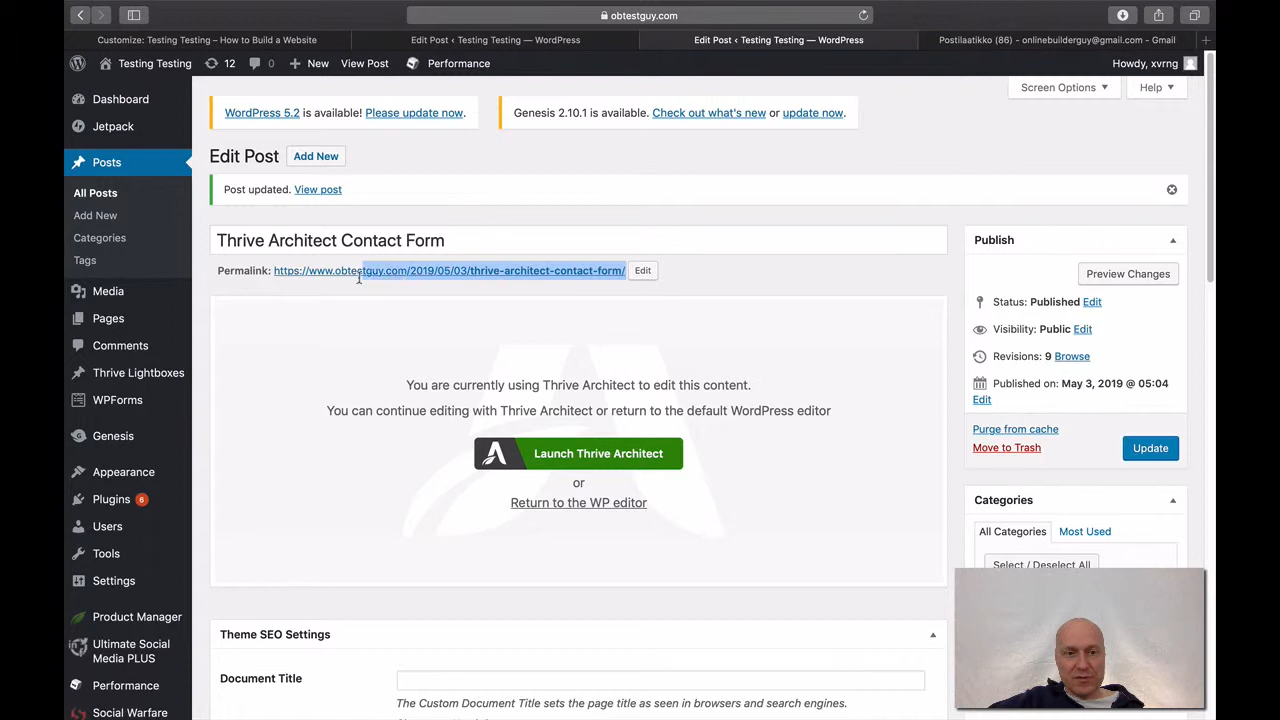 obtestguy.com
Customize: Testing Testing – How to Build a Website
Edit Post ‹ Testing Testing — WordPress
Edit Post ‹ Testing Testing — WordPress
Postilaatikko (86) - onlinebuilderguy@gmail.com - Gmail
Testing Testing
12
0
New
View Post
Performance
Howdy, xvrng
Screen Options
Help
WordPress 5.2 is available! Please update now.
Genesis 2.10.1 is available. Check out what's new or update now.
Dashboard
Jetpack
Posts
All Posts
Add New
Categories
Tags
Media
Pages
Comments
Thrive Lightboxes
WPForms
Genesis
Appearance
Plugins 6
Users
Tools
Settings
Product Manager
Ultimate Social
Media PLUS
Performance
Social Warfare
Edit Post
Add New
Post updated. View post
Thrive Architect Contact Form
Permalink: https://www.obtestguy.com/2019/05/03/thrive-architect-contact-form/
Edit
You are currently using Thrive Architect to edit this content.
You can continue editing with Thrive Architect or return to the default WordPress editor
Launch Thrive Architect
or
Return to the WP editor
Theme SEO Settings
Document Title
The Custom Document Title sets the page title as seen in browsers and search engines.
Publish
Preview Changes
Status: Published Edit
Visibility: Public Edit
Revisions: 9 Browse
Published on: May 3, 2019 @ 05:04
Edit
Purge from cache
Move to Trash
Update
Categories
All Categories
Most Used
Select / Deselect All